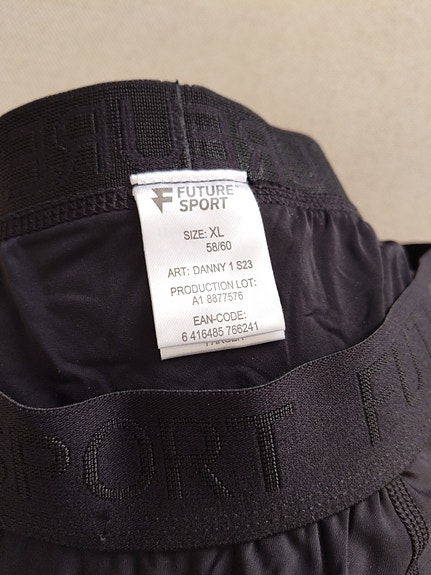 FUTURE
SPORT
SIZE: XL
58/60
ART: DANNY 1 S23
PRODUCTION LOT:
A1 8877576
EAN-CODE:
6 416485 766241
SPORT FU